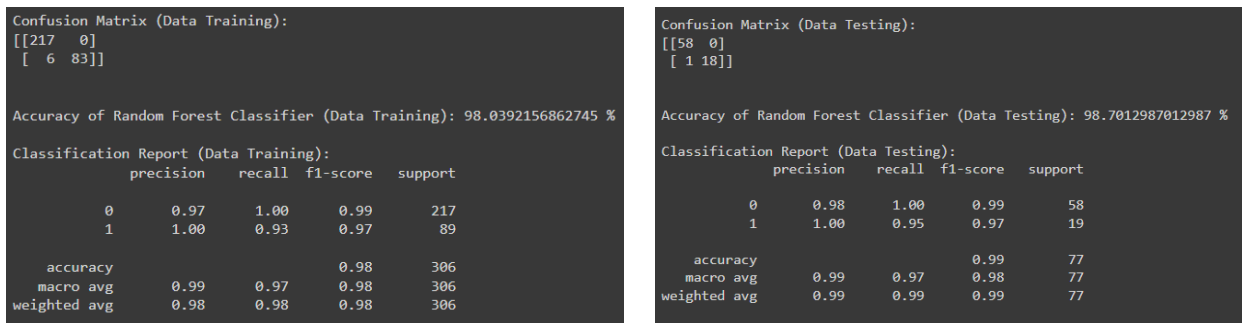 Confusion Matrix (Data Training):
[[217   0]
 [  6  83]]
Accuracy of Random Forest Classifier (Data Training): 98.0392156862745 %
Classification Report (Data Training):
              precision    recall  f1-score   support
           0       0.97      1.00      0.99       217
           1       1.00      0.93      0.97        89
    accuracy                           0.98       306
   macro avg       0.99      0.97      0.98       306
weighted avg       0.98      0.98      0.98       306
Confusion Matrix (Data Testing):
[[58  0]
 [ 1 18]]
Accuracy of Random Forest Classifier (Data Testing): 98.7012987012987 %
Classification Report (Data Testing):
              precision    recall  f1-score   support
           0       0.98      1.00      0.99        58
           1       1.00      0.95      0.97        19
    accuracy                           0.99        77
   macro avg       0.99      0.97      0.98        77
weighted avg       0.99      0.99      0.99        77